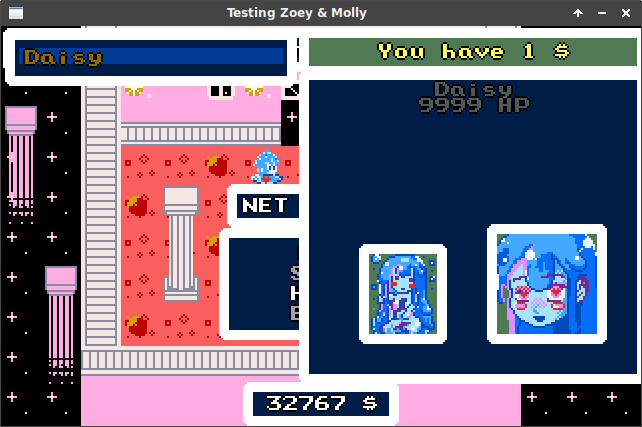 Testing Zoey & Molly
Daisy
You have 1 $
Daisy
9999 HP
NET
32767 $